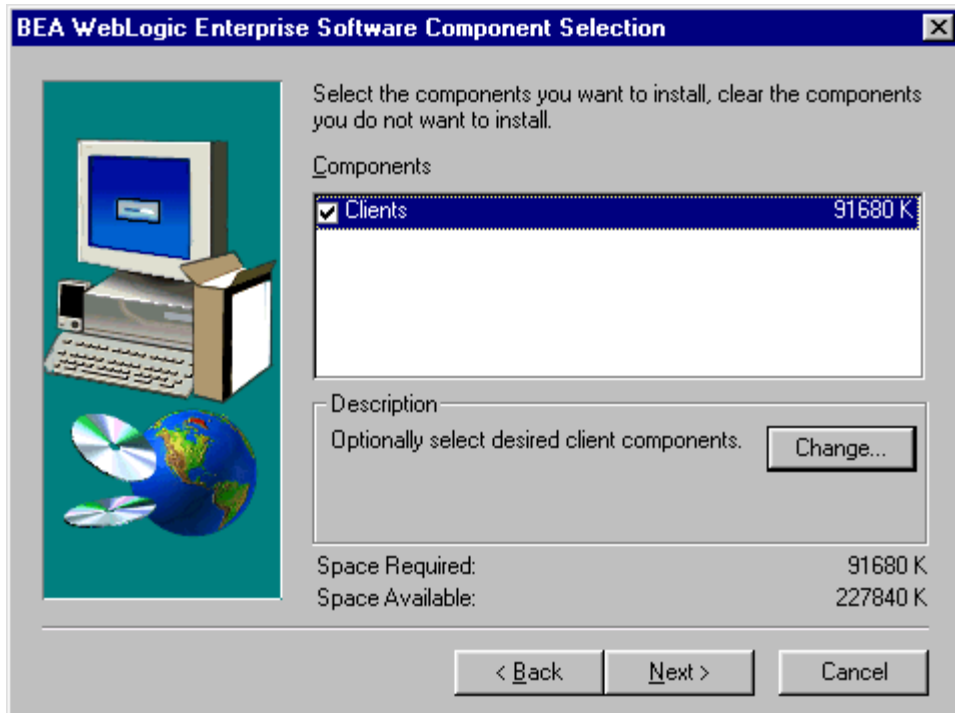 BEA WebLogic Enterprise Software Component Selection
Select the components you want to install, clear the components
you do not want to install.
Components
Clients 91680 K
Description
Optionally select desired client components.
Change...
Space Required: 91680 K
Space Available: 227840 K
< Back Next > Cancel